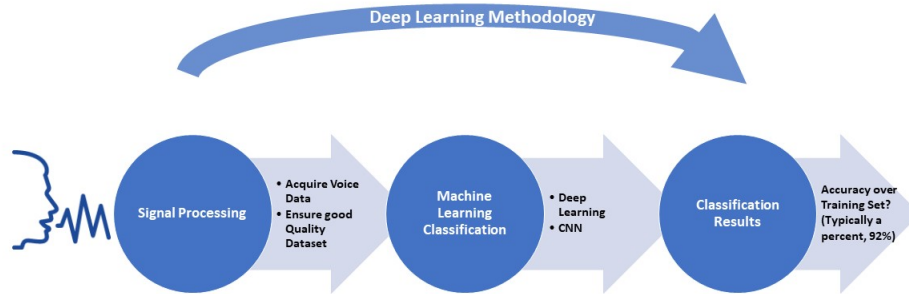 Deep Learning Methodology
Signal Processing
• Acquire Voice
Data
• Ensure good
Quality
Dataset
Machine
Learning
Classification
• Deep
Learning
• CNN
Classification
Results
Accuracy over
Training Set?
(Typically a
percent, 92%)